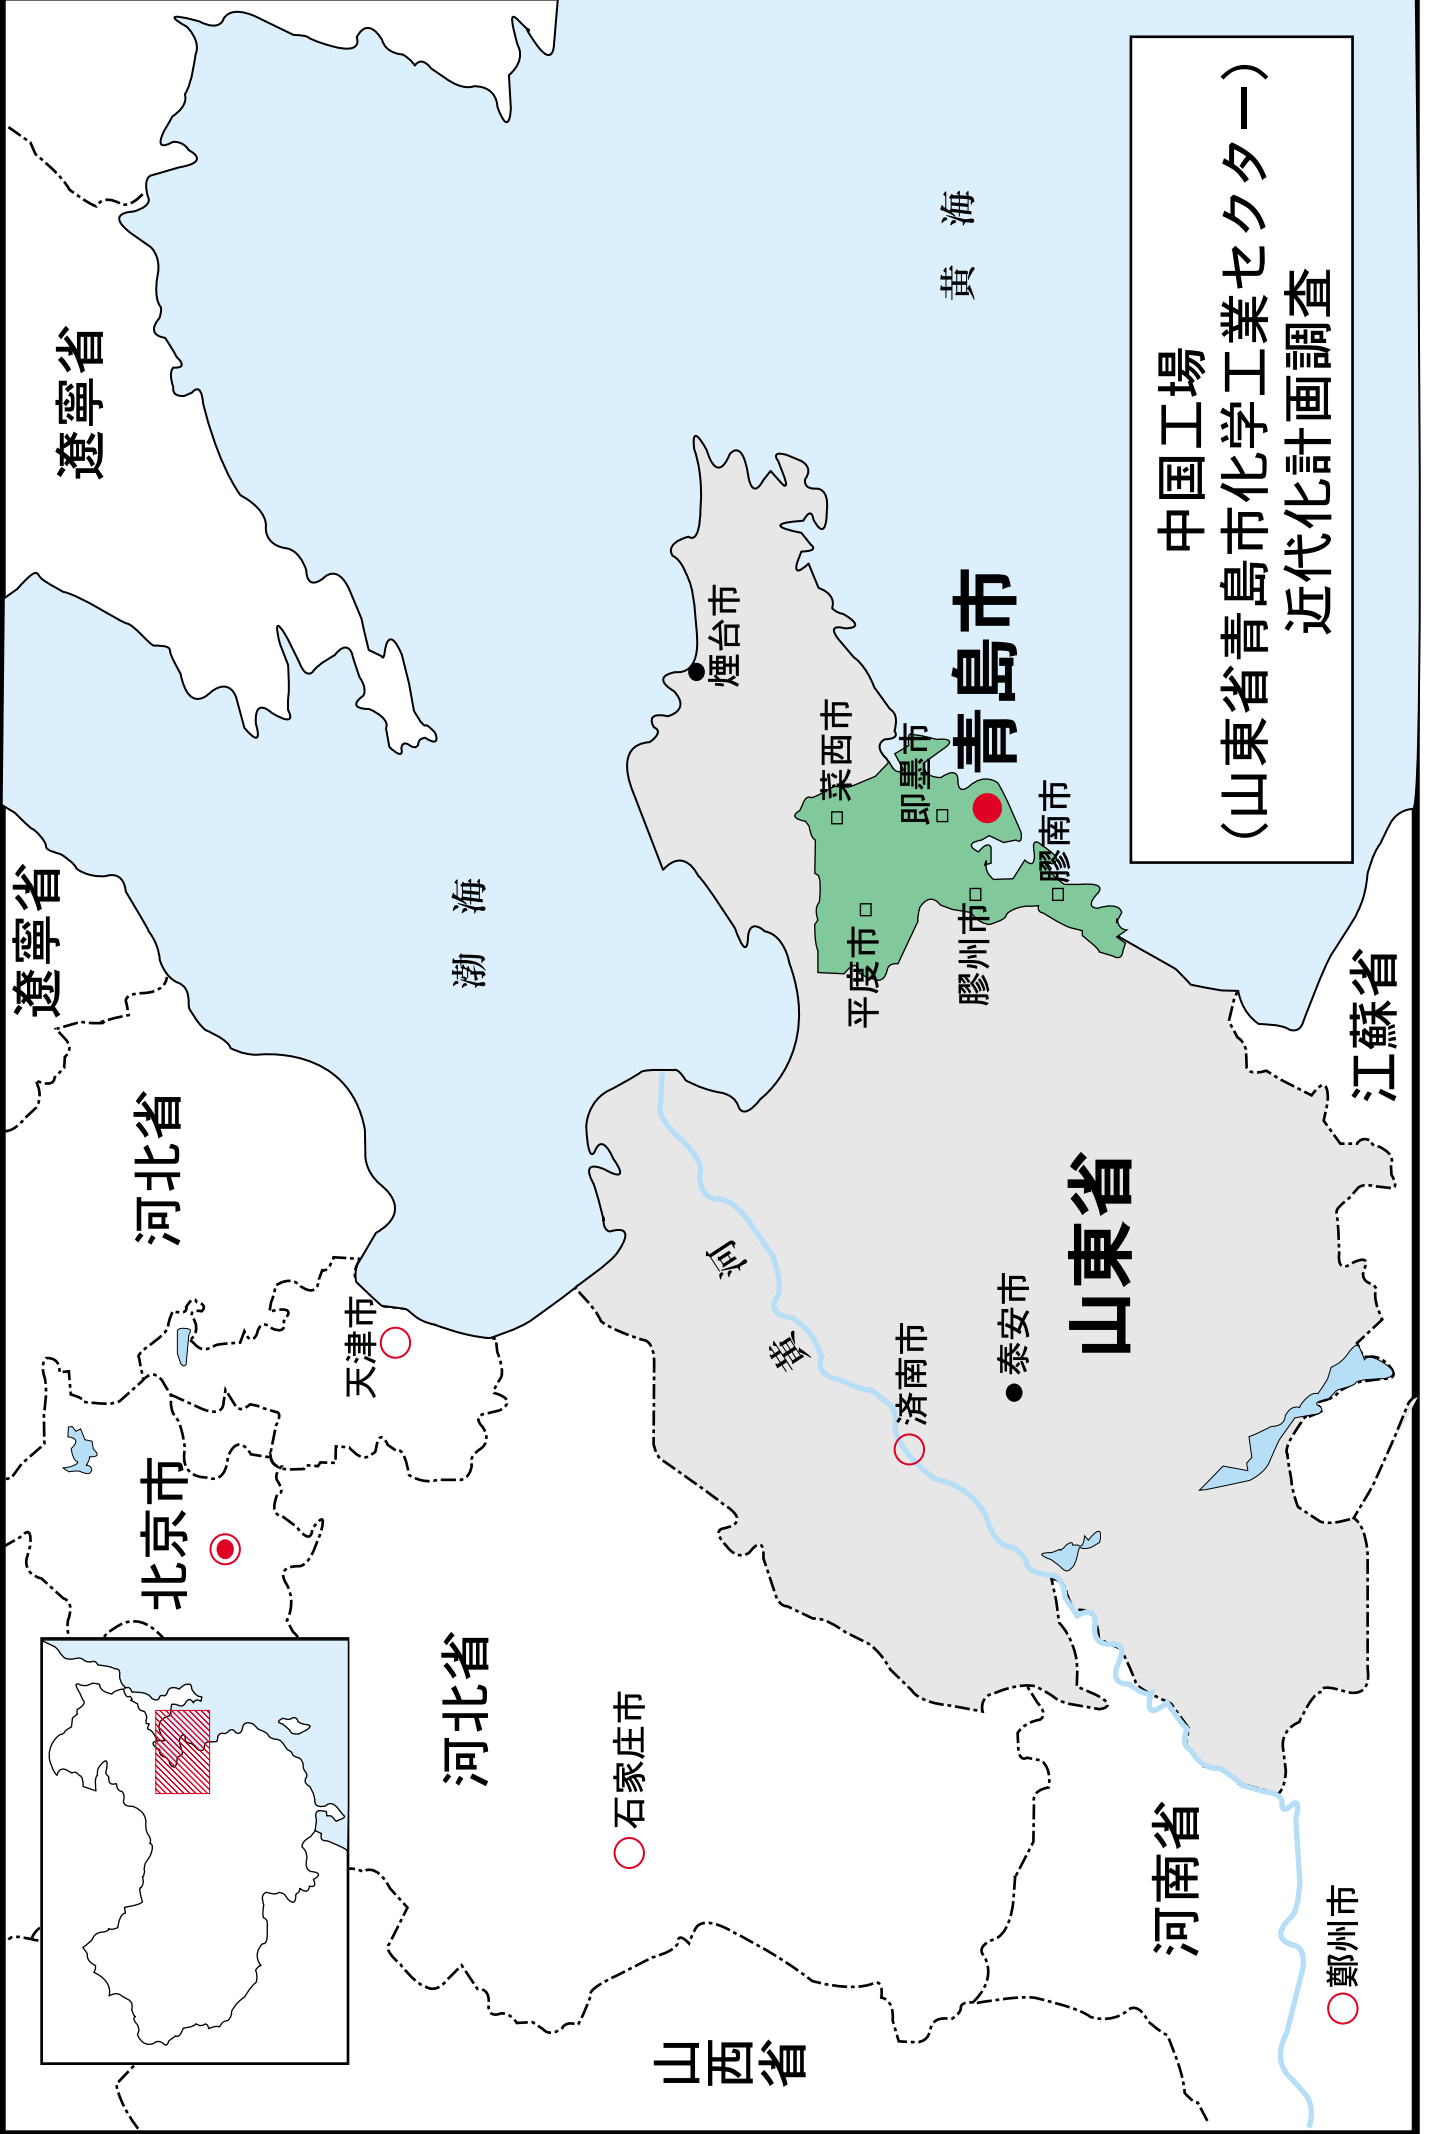 中国工場
(山東省青島市化学工業セクター)
近代化計画調査
遼寧省
遼寧省
河北省
北京市
天津市
渤 海
黄 海
煙台市
莱西市
即墨市
青島市
平度市
膠州市
膠南市
黄 河
済南市
泰安市
山東省
河北省
石家庄市
山西省
河南省
鄭州市
江蘇省